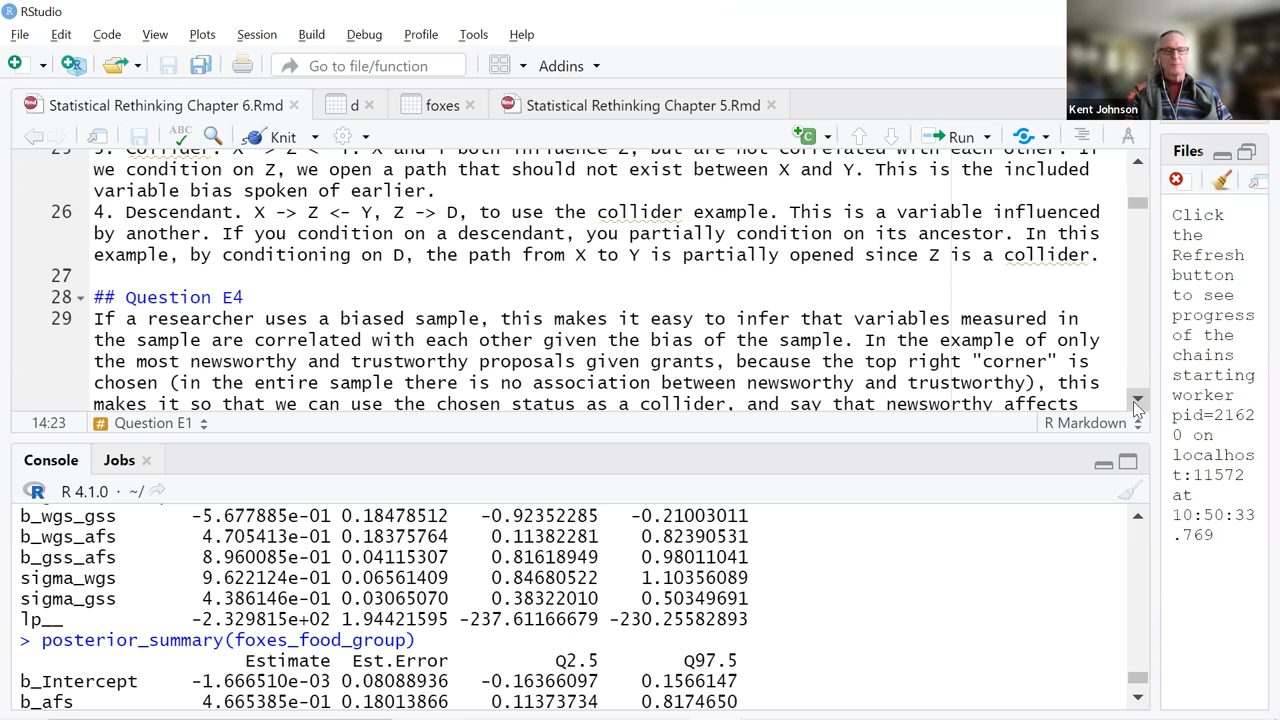 RStudio
File Edit Code View Plots Session Build Debug Profile Tools Help
Go to file/function Addins
Kent Johnson
Statistical Rethinking Chapter 6.Rmd d foxes Statistical Rethinking Chapter 5.Rmd
ABC Knit Run
we condition on Z, we open a path that should not exist between X and Y. This is the included
variable bias spoken of earlier.
26 4. Descendant. X -> Z <- Y, Z -> D, to use the collider example. This is a variable influenced
by another. If you condition on a descendant, you partially condition on its ancestor. In this
example, by conditioning on D, the path from X to Y is partially opened since Z is a collider.
27
28 ## Question E4
29 If a researcher uses a biased sample, this makes it easy to infer that variables measured in
the sample are correlated with each other given the bias of the sample. In the example of only
the most newsworthy and trustworthy proposals given grants, because the top right "corner" is
chosen (in the entire sample there is no association between newsworthy and trustworthy), this
makes it so that we can use the chosen status as a collider, and say that newsworthy affects
14:23 # Question E1 R Markdown
Console Jobs
R 4.1.0 · ~/
b_wgs_gss -5.677885e-01 0.18478512 -0.92352285 -0.21003011
b_wgs_afs 4.705413e-01 0.18375764 0.11382281 0.82390531
b_gss_afs 8.960085e-01 0.04115307 0.81618949 0.98011041
sigma_wgs 9.622124e-01 0.06561409 0.84680522 1.10356089
sigma_gss 4.386146e-01 0.03065070 0.38322010 0.50349691
lp__ -2.329815e+02 1.94421595 -237.61166679 -230.25582893
> posterior_summary(foxes_food_group)
Estimate Est.Error Q2.5 Q97.5
b_Intercept -1.666510e-03 0.08088936 -0.16366097 0.1566147
b_afs 4.665385e-01 0.18013866 0.11373734 0.8174650
Files
Click
the
Refresh
button
to see
progress
of the
chains
starting
worker
pid=2162
0 on
localhos
t:11572
at
10:50:33
.769